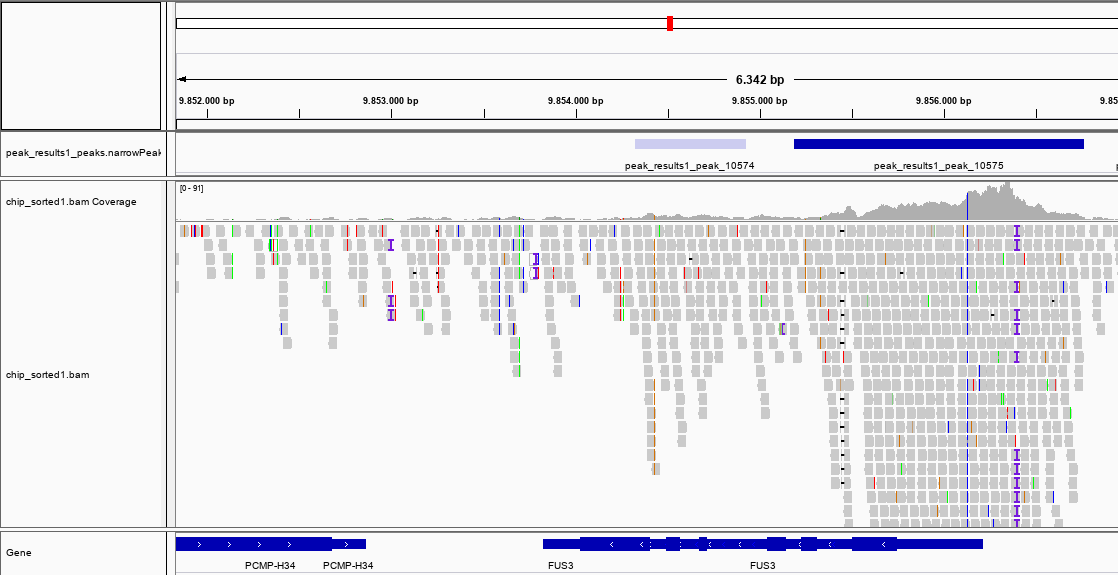 6.342 bp
9.852.000 bp 9.853.000 bp 9.854.000 bp 9.855.000 bp 9.856.000 bp 9.85
peak_results1_peaks.narrowPeak
peak_results1_peak_10574 peak_results1_peak_10575
[0 - 91]
chip_sorted1.bam Coverage
chip_sorted1.bam
Gene
PCMP-H34 PCMP-H34 FUS3 FUS3